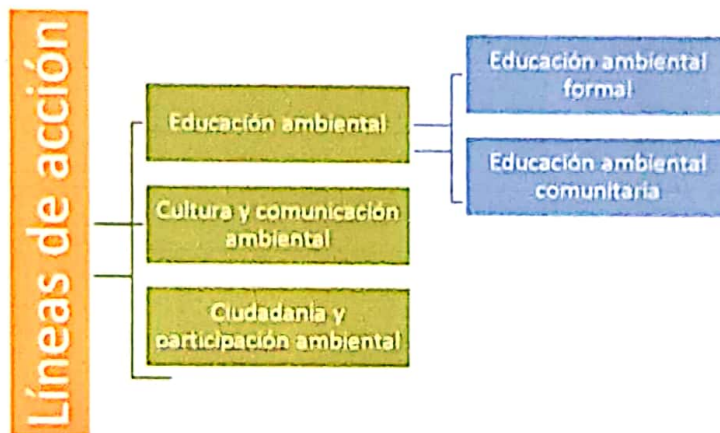 Líneas de acción
Educación ambiental
Cultura y comunicación
ambiental
Ciudadanía y
participación ambiental
Educación ambiental
formal
Educación ambiental
comunitaria